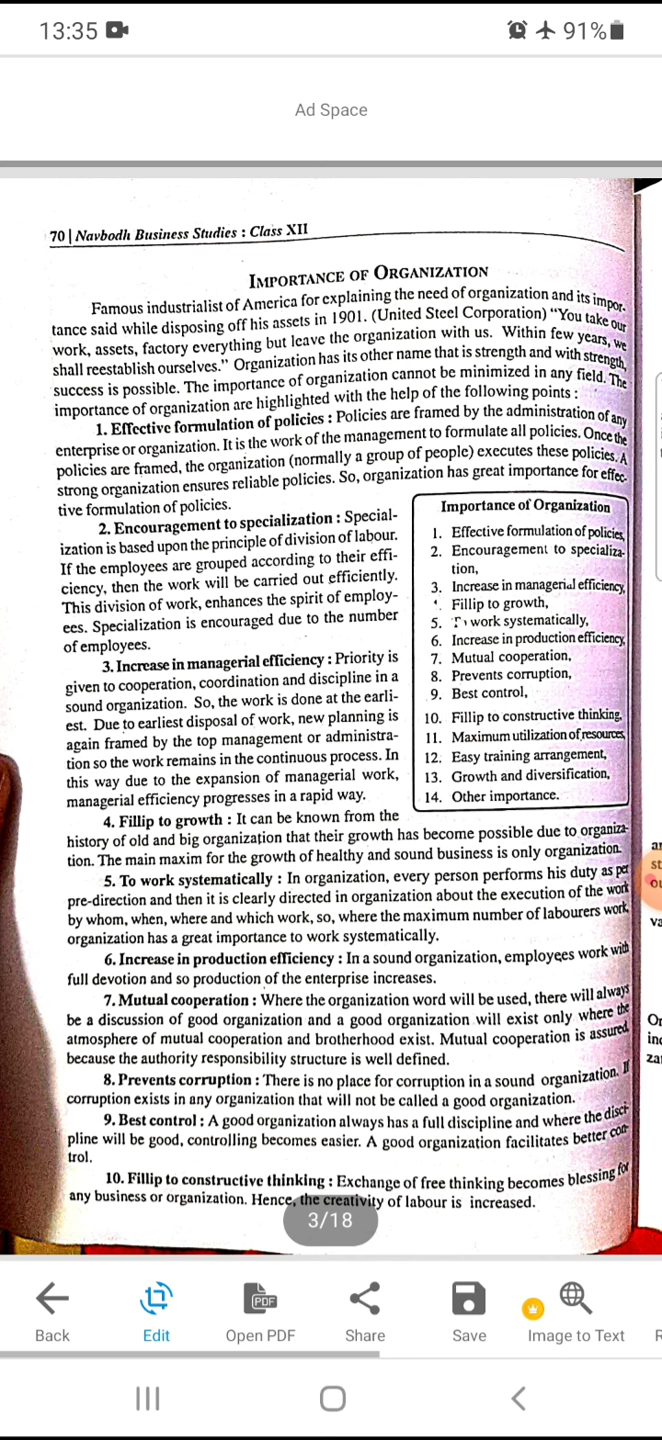 13:35
91%
Ad Space
70 | Navbodh Business Studies : Class XII
IMPORTANCE OF ORGANIZATION
Famous industrialist of America for explaining the need of organization and its impor-
tance said while disposing off his assets in 1901. (United Steel Corporation) “You take our
work, assets, factory everything but leave the organization with us. Within few years, we
shall reestablish ourselves.” Organization has its other name that is strength and with strength,
success is possible. The importance of organization cannot be minimized in any field. The
importance of organization are highlighted with the help of the following points :
1. Effective formulation of policies : Policies are framed by the administration of any
enterprise or organization. It is the work of the management to formulate all policies. Once the
policies are framed, the organization (normally a group of people) executes these policies. A
strong organization ensures reliable policies. So, organization has great importance for effec-
tive formulation of policies.
2. Encouragement to specialization : Special-
ization is based upon the principle of division of labour.
If the employees are grouped according to their effi-
ciency, then the work will be carried out efficiently.
This division of work, enhances the spirit of employ-
ees. Specialization is encouraged due to the number
of employees.
3. Increase in managerial efficiency : Priority is
given to cooperation, coordination and discipline in a
sound organization. So, the work is done at the earli-
est. Due to earliest disposal of work, new planning is
again framed by the top management or administra-
tion so the work remains in the continuous process. In
this way due to the expansion of managerial work,
managerial efficiency progresses in a rapid way.
Importance of Organization
1. Effective formulation of policies,
2. Encouragement to specializa-
tion,
3. Increase in managerial efficiency,
Fillip to growth,
5. work systematically,
6. Increase in production efficiency,
7. Mutual cooperation,
8. Prevents corruption,
9. Best control,
10. Fillip to constructive thinking,
11. Maximum utilization of resources,
12. Easy training arrangement,
13. Growth and diversification,
14. Other importance.
4. Fillip to growth : It can be known from the
history of old and big organization that their growth has become possible due to organiza-
tion. The main maxim for the growth of healthy and sound business is only organization.
5. To work systematically : In organization, every person performs his duty as per
pre-direction and then it is clearly directed in organization about the execution of the work
by whom, when, where and which work, so, where the maximum number of labourers work,
organization has a great importance to work systematically.
6. Increase in production efficiency : In a sound organization, employees work with
full devotion and so production of the enterprise increases.
7. Mutual cooperation : Where the organization word will be used, there will always
be a discussion of good organization and a good organization will exist only where the
atmosphere of mutual cooperation and brotherhood exist. Mutual cooperation is assured
because the authority responsibility structure is well defined.
8. Prevents corruption : There is no place for corruption in a sound organization. If
corruption exists in any organization that will not be called a good organization.
9. Best control : A good organization always has a full discipline and where the disci-
pline will be good, controlling becomes easier. A good organization facilitates better con-
trol.
10. Fillip to constructive thinking : Exchange of free thinking becomes blessing for
any business or organization. Hence, the creativity of labour is increased.
3/18
Back
Edit
PDF
Open PDF
Share
Save
Image to Text